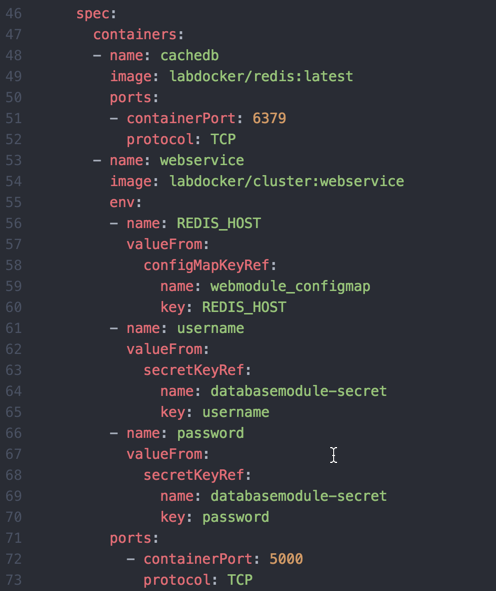 46 spec:
47 containers:
48 - name: cachedb
49 image: labdocker/redis:latest
50 ports:
51 - containerPort: 6379
52 protocol: TCP
53 - name: webservice
54 image: labdocker/cluster:webservice
55 env:
56 - name: REDIS_HOST
57 valueFrom:
58 configMapKeyRef:
59 name: webmodule_configmap
60 key: REDIS_HOST
61 - name: username
62 valueFrom:
63 secretKeyRef:
64 name: databasemodule-secret
65 key: username
66 - name: password
67 valueFrom:
68 secretKeyRef:
69 name: databasemodule-secret
70 key: password
71 ports:
72 - containerPort: 5000
73 protocol: TCP